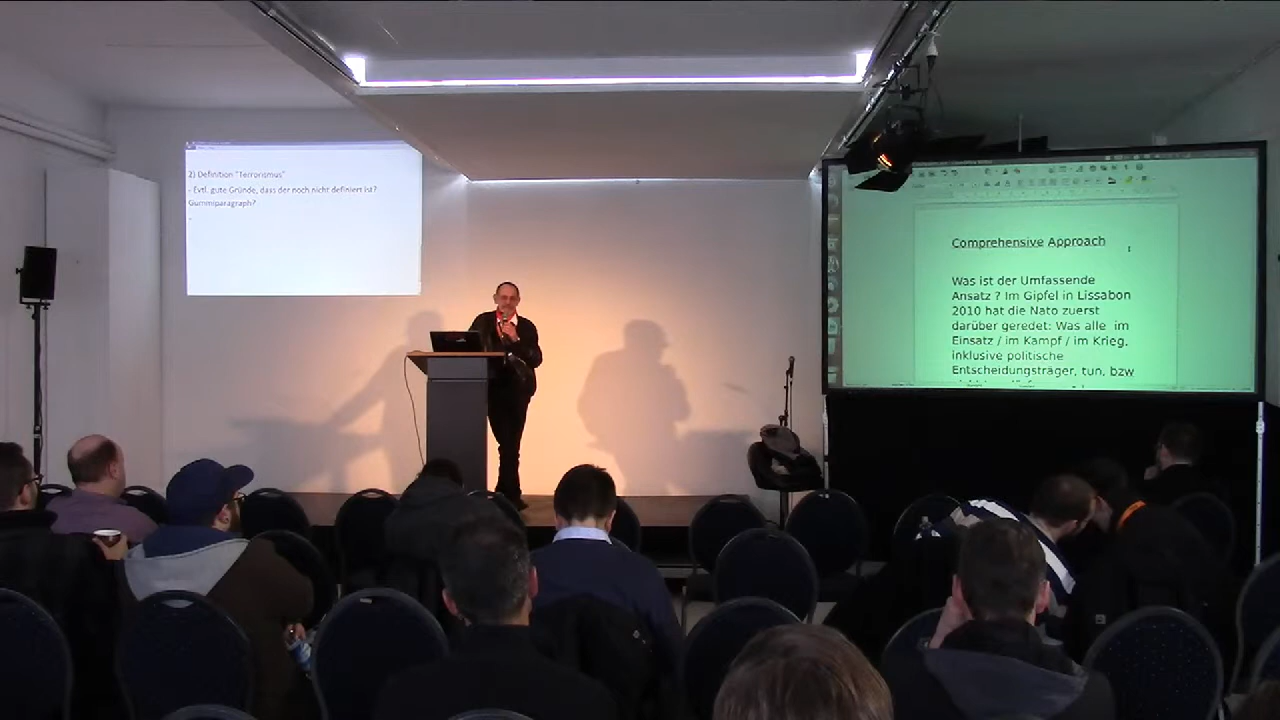 2) Definition "Terrorismus"
- Evtl. gute Gründe, dass der noch nicht definiert ist?
Gummiparagraph?
-
Comprehensive Approach
Was ist der Umfassende
Ansatz ? Im Gipfel in Lissabon
2010 hat die Nato zuerst
darüber geredet: Was alle im
Einsatz / im Kampf / im Krieg,
inklusive politische
Entscheidungsträger, tun, bzw